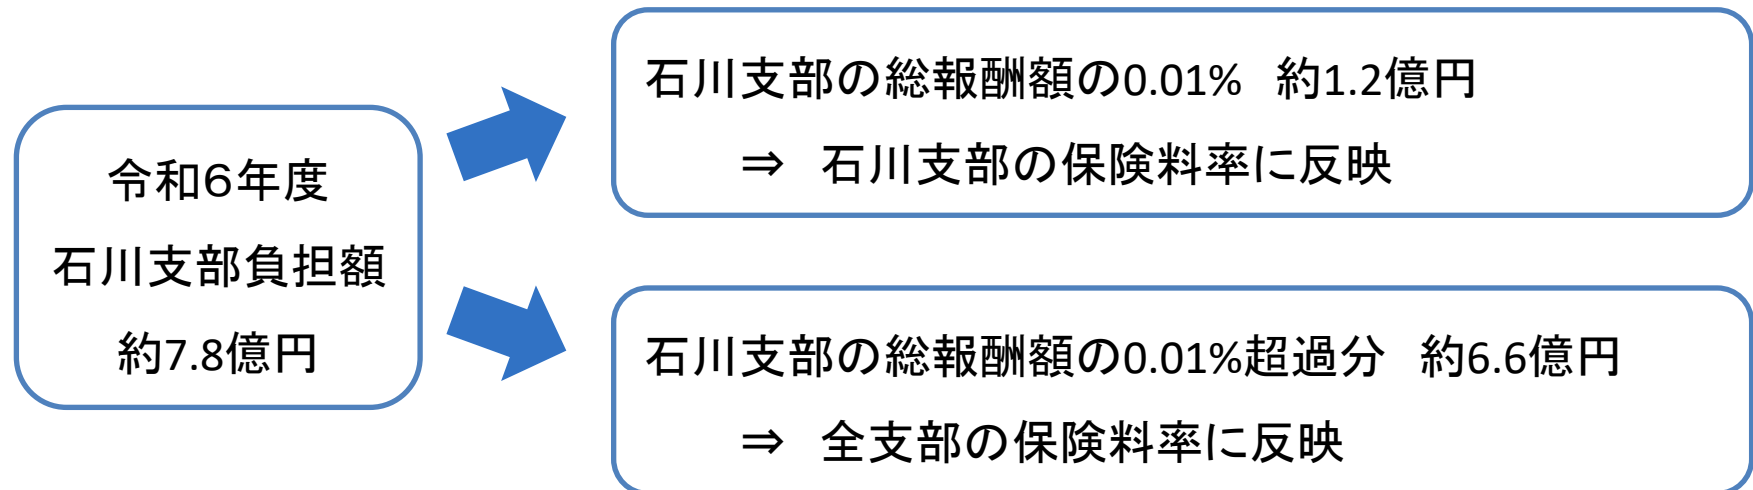 令和６年度
石川支部負担額
約7.8億円
石川支部の総報酬額の0.01%　約1.2億円
⇒　石川支部の保険料率に反映
石川支部の総報酬額の0.01%超過分　約6.6億円
⇒　全支部の保険料率に反映